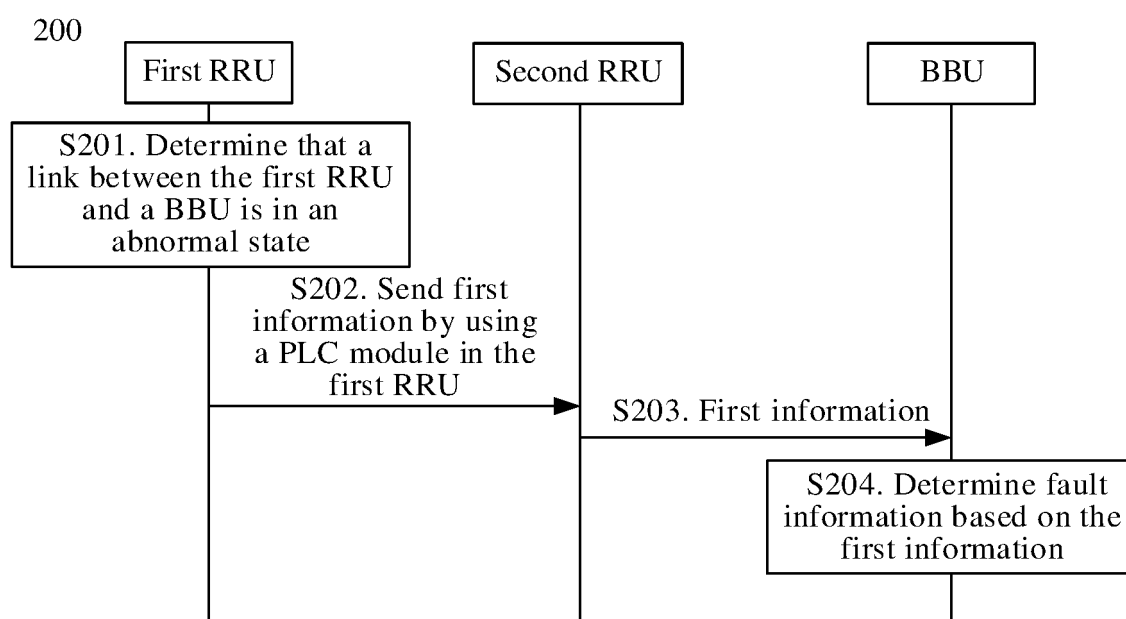 200
First RRU
Second RRU
BBU
S201. Determine that a
link between the first RRU
and a BBU is in an
abnormal state
S202. Send first
information by using
a PLC module in the
first RRU
S203. First information
S204. Determine fault
information based on the
first information